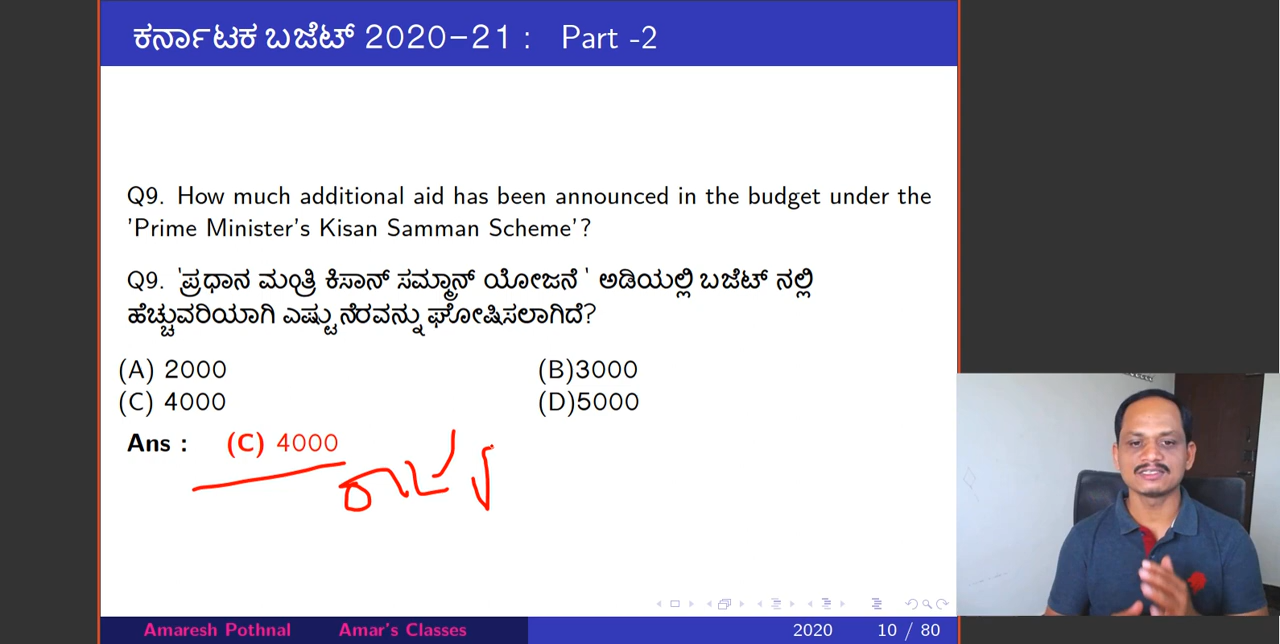 ಕರ್ನಾಟಕ ಬಜೆಟ್ 2020-21 : Part -2
Q9. How much additional aid has been announced in the budget under the
'Prime Minister's Kisan Samman Scheme'?
Q9. 'ಪ್ರಧಾನ ಮಂತ್ರಿ ಕಿಸಾನ್ ಸಮ್ಮಾನ್ ಯೋಜನೆ ' ಅಡಿಯಲ್ಲಿ ಬಜೆಟ್ ನಲ್ಲಿ
ಹೆಚ್ಚುವರಿಯಾಗಿ ಎಷ್ಟು ನೆರವನ್ನು ಘೋಷಿಸಲಾಗಿದೆ?
(A) 2000 (B)3000
(C) 4000 (D)5000
Ans : (C) 4000
Amaresh Pothnal Amar's Classes 2020 10 / 80